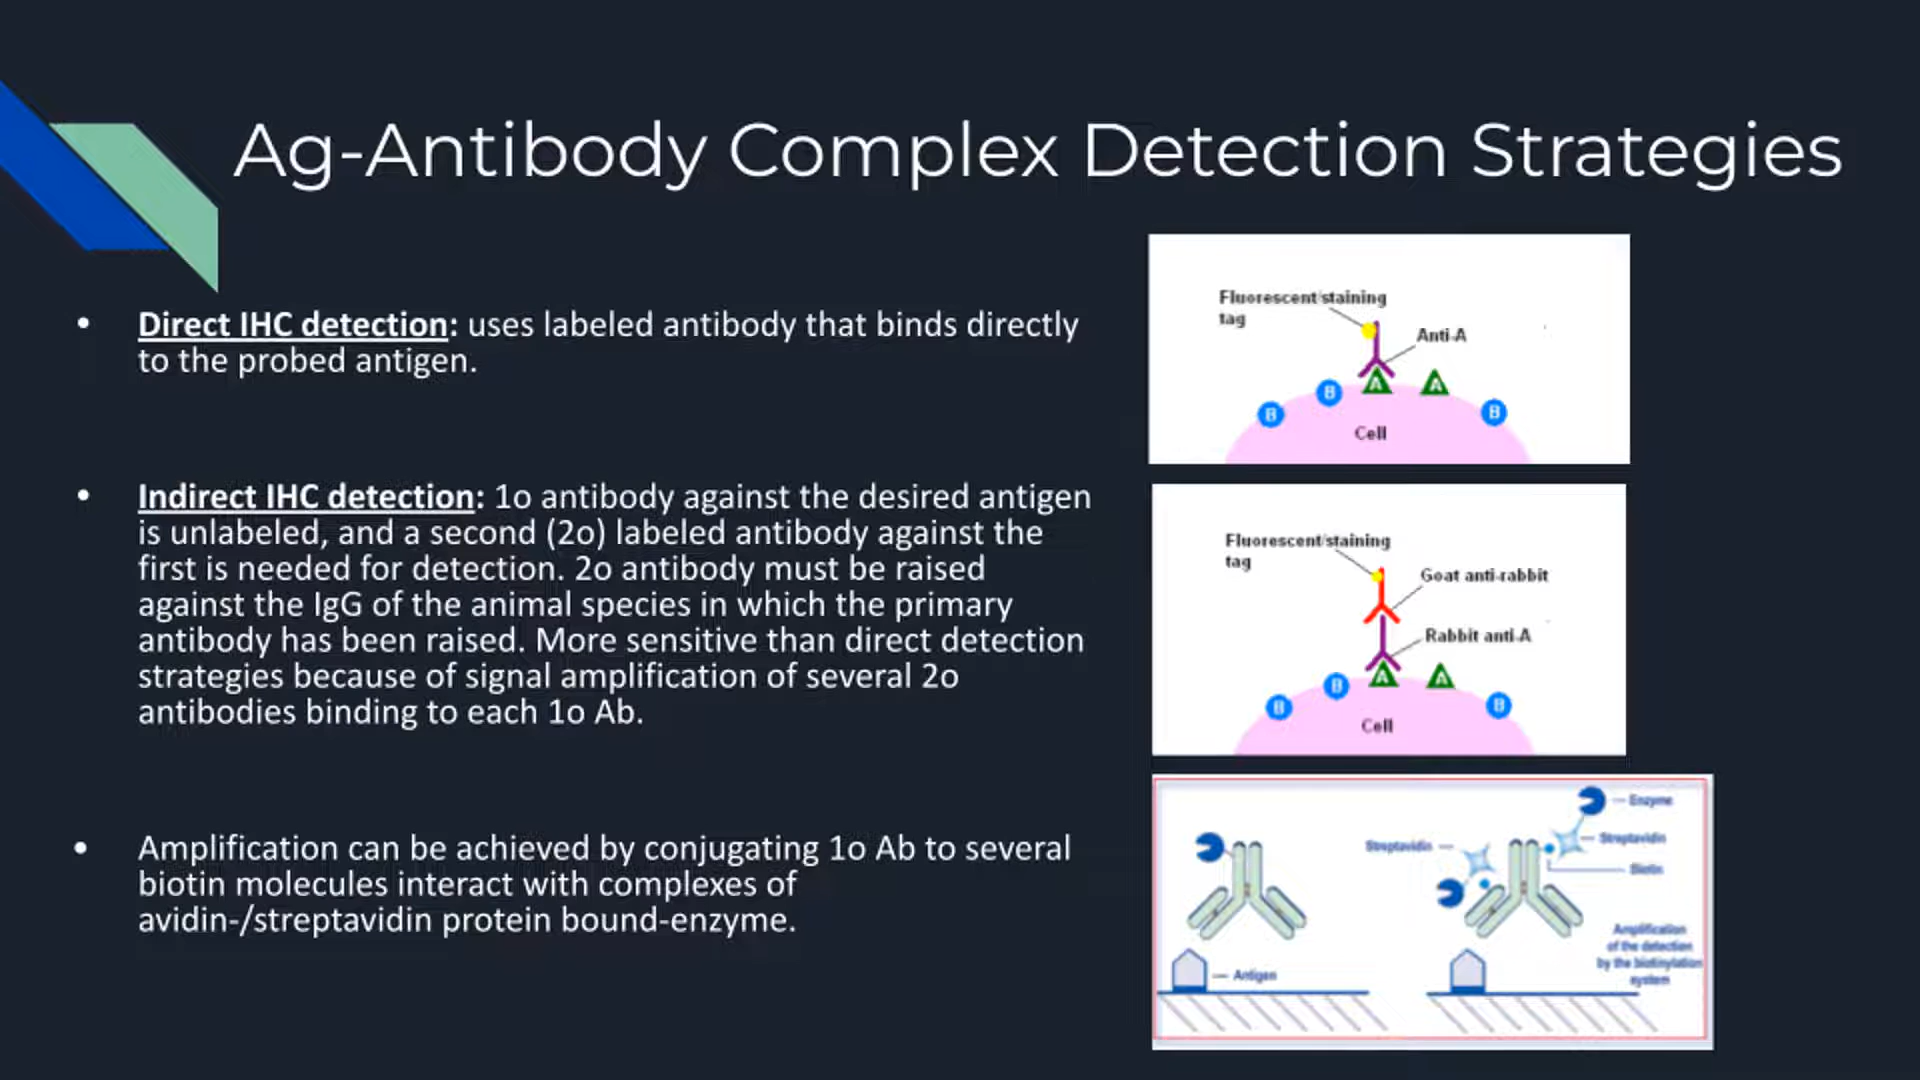 Ag-Antibody Complex Detection Strategies
• Direct IHC detection: uses labeled antibody that binds directly
to the probed antigen.
• Indirect IHC detection: 1o antibody against the desired antigen
is unlabeled, and a second (2o) labeled antibody against the
first is needed for detection. 2o antibody must be raised
against the IgG of the animal species in which the primary
antibody has been raised. More sensitive than direct detection
strategies because of signal amplification of several 2o
antibodies binding to each 1o Ab.
• Amplification can be achieved by conjugating 1o Ab to several
biotin molecules interact with complexes of
avidin-/streptavidin protein bound-enzyme.
Fluorescent/staining
tag
Anti-A
A
A
B
B
B
Cell
Fluorescent/staining
tag
Goat anti-rabbit
Rabbit anti-A
A
A
B
B
B
Cell
Enzyme
Streptavidin
Streptavidin
Biotin
Amplification
of the detection
by the biotinylation
system
Antigen